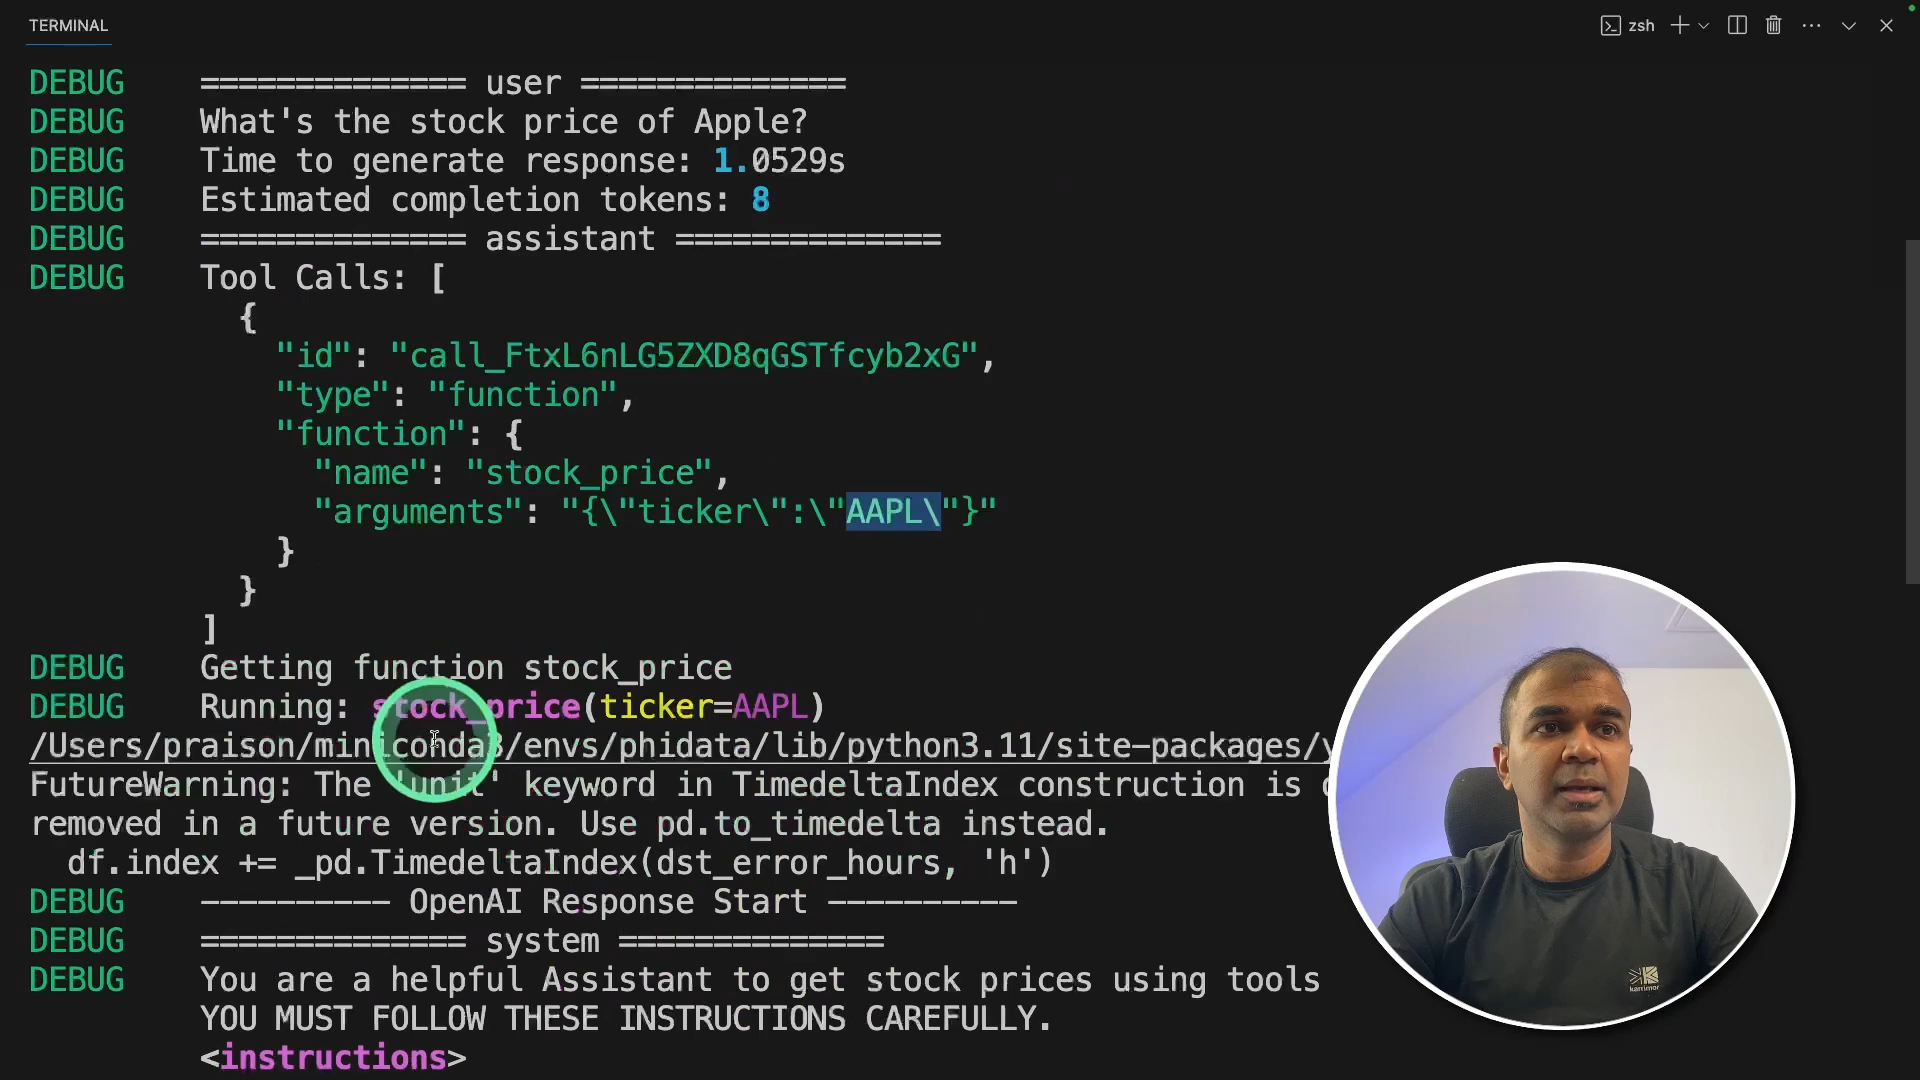 TERMINAL
zsh
DEBUG ============== user ==============
DEBUG What's the stock price of Apple?
DEBUG Time to generate response: 1.0529s
DEBUG Estimated completion tokens: 8
DEBUG ============== assistant ==============
DEBUG Tool Calls: [
{
"id": "call_FtxL6nLG5ZXD8qGSTfcyb2xG",
"type": "function",
"function": {
"name": "stock_price",
"arguments": "{\"ticker\":\"AAPL\"}"
}
}
]
DEBUG Getting function stock_price
DEBUG Running: stock_price(ticker=AAPL)
/Users/praison/miniconda3/envs/phidata/lib/python3.11/site-packages/y
FutureWarning: The 'unit' keyword in TimedeltaIndex construction is
removed in a future version. Use pd.to_timedelta instead.
df.index += _pd.TimedeltaIndex(dst_error_hours, 'h')
DEBUG ---------- OpenAI Response Start ----------
DEBUG ============== system ==============
DEBUG You are a helpful Assistant to get stock prices using tools
YOU MUST FOLLOW THESE INSTRUCTIONS CAREFULLY.
<instructions>
karrimor